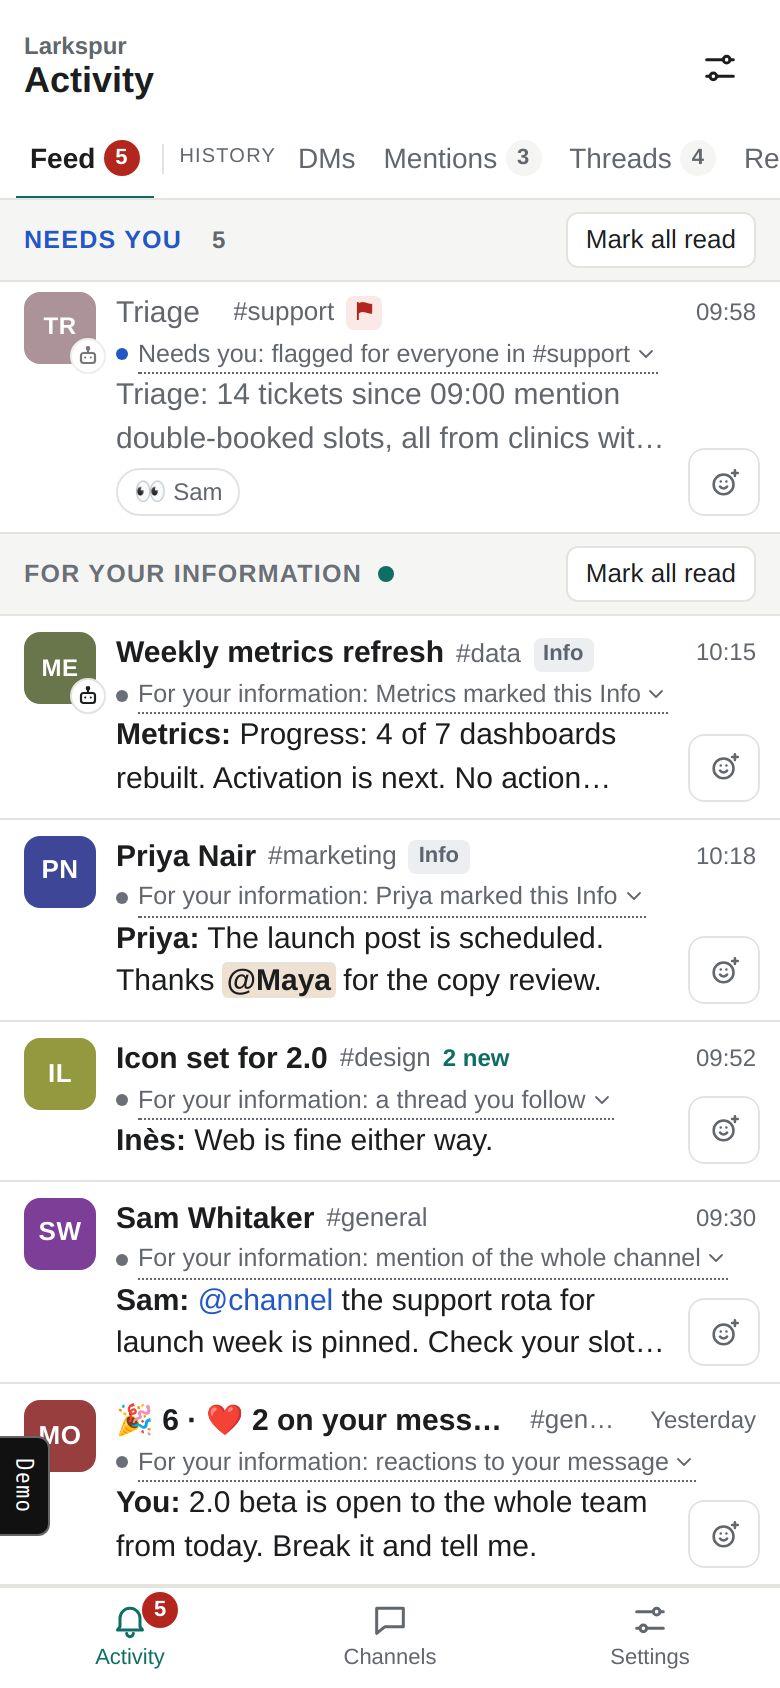 Larkspur
Activity
Feed 5 HISTORY DMs Mentions 3 Threads 4 Re
NEEDS YOU 5 Mark all read
TR Triage #support 09:58
Needs you: flagged for everyone in #support
Triage: 14 tickets since 09:00 mention
double-booked slots, all from clinics wit…
👀 Sam
FOR YOUR INFORMATION Mark all read
ME Weekly metrics refresh #data Info 10:15
For your information: Metrics marked this Info
Metrics: Progress: 4 of 7 dashboards
rebuilt. Activation is next. No action…
PN Priya Nair #marketing Info 10:18
For your information: Priya marked this Info
Priya: The launch post is scheduled.
Thanks @Maya for the copy review.
IL Icon set for 2.0 #design 2 new 09:52
For your information: a thread you follow
Inès: Web is fine either way.
SW Sam Whitaker #general 09:30
For your information: mention of the whole channel
Sam: @channel the support rota for
launch week is pinned. Check your slot…
MO 🎉 6 · ❤️ 2 on your mess… #gen… Yesterday
For your information: reactions to your message
You: 2.0 beta is open to the whole team
from today. Break it and tell me.
Demo
5
Activity Channels Settings